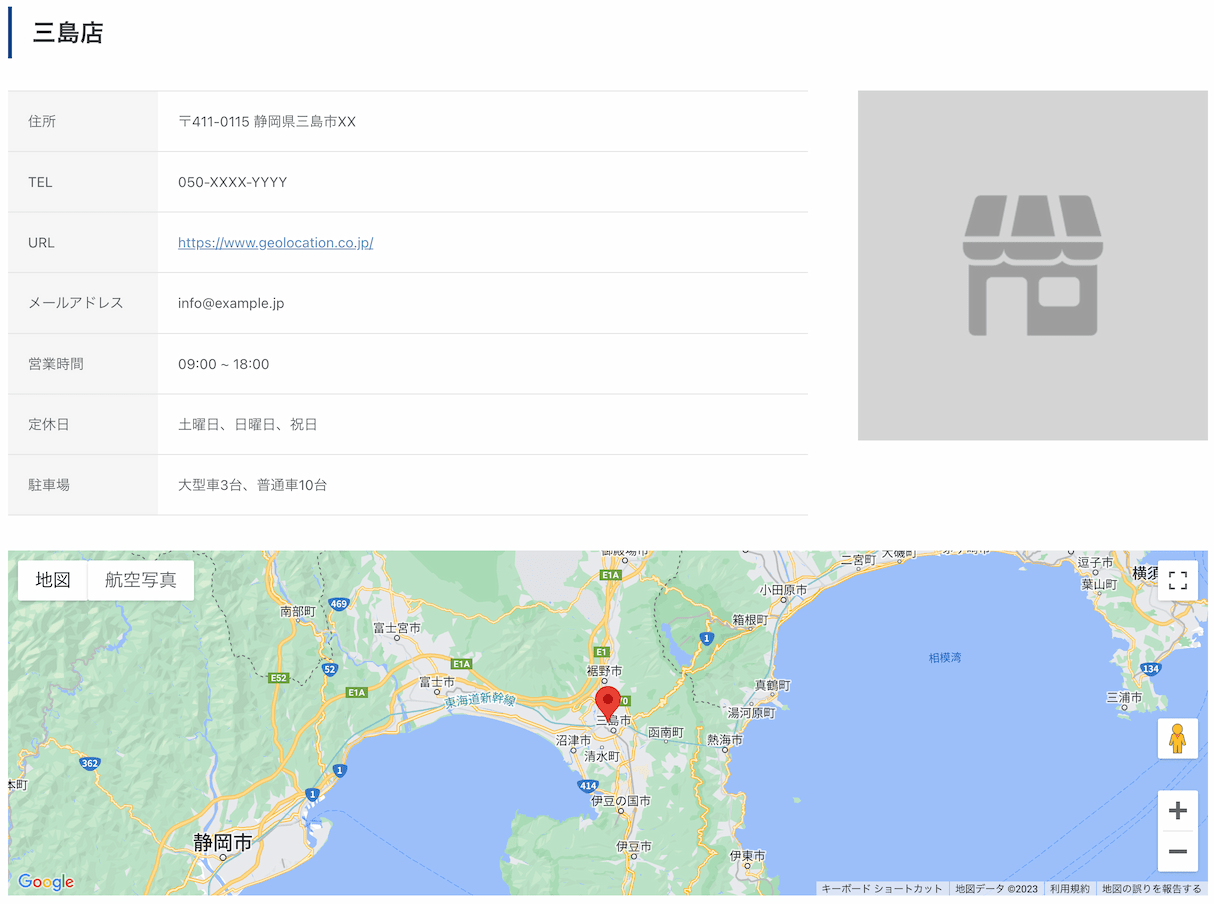 三島店
住所 〒411-0115 静岡県三島市XX
TEL 050-XXXX-YYYY
URL https://www.geolocation.co.jp/
メールアドレス info@example.jp
営業時間 09:00 ~ 18:00
定休日 土曜日、日曜日、祝日
駐車場 大型車3台、普通車10台
地図 航空写真
御殿場市
二宮町
大磯町
逗子市
横須
葉山町
E1A
小田原市
469
南部町
箱根町
富士宮市
1
E1
相模湾
52
E1A
裾野市
134
E52
富士市
真鶴町
E1A
東海道新幹線
70
三浦市
湯河原町
三島市
函南町
沼津市
熱海市
清水町
362
1
本町
414
1
伊豆の国市
静岡市
伊豆市
伊東市
Google
キーボード ショートカット 地図データ ©2023 利用規約 地図の誤りを報告する